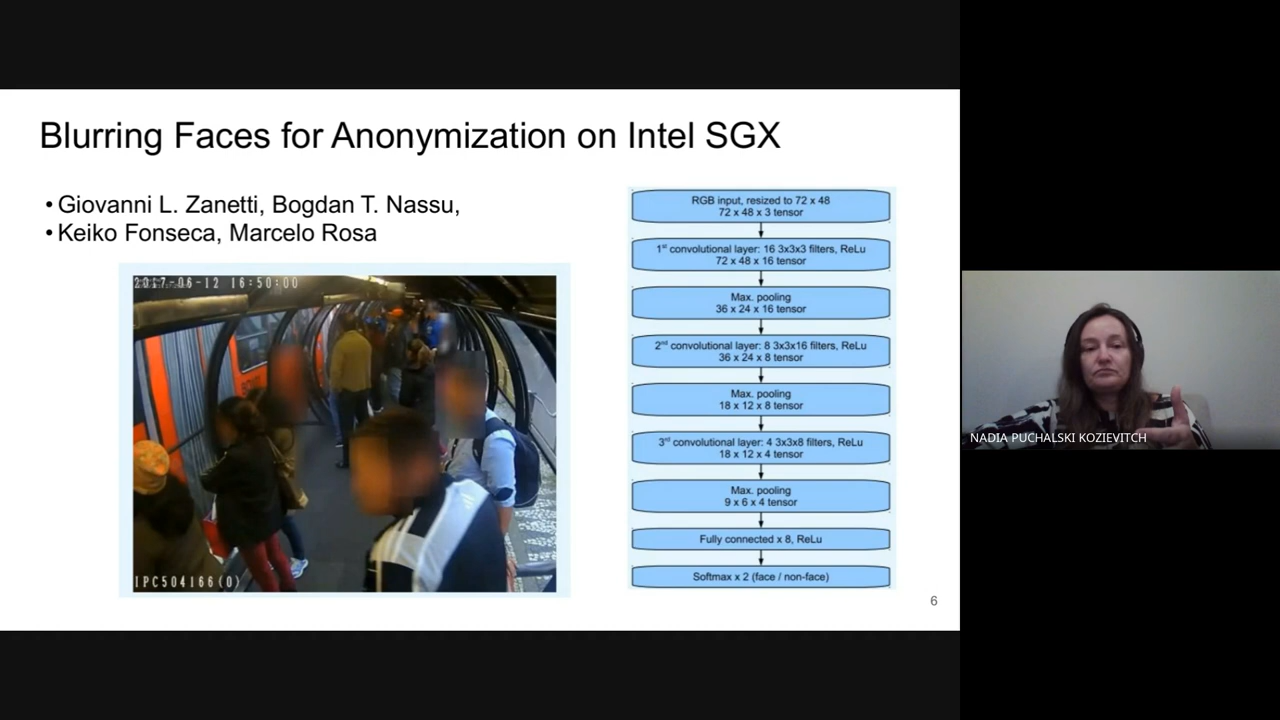 Blurring Faces for Anonymization on Intel SGX
• Giovanni L. Zanetti, Bogdan T. Nassu,
• Keiko Fonseca, Marcelo Rosa
2017-06-12 16:50:00
IPC504166(0)
RGB input, resized to 72 x 48
72 x 48 x 3 tensor
1st convolutional layer: 16 3x3x3 filters, ReLu
72 x 48 x 16 tensor
Max. pooling
36 x 24 x 16 tensor
2nd convolutional layer: 8 3x3x16 filters, ReLu
36 x 24 x 8 tensor
Max. pooling
18 x 12 x 8 tensor
3rd convolutional layer: 4 3x3x8 filters, ReLu
18 x 12 x 4 tensor
Max. pooling
9 x 6 x 4 tensor
Fully connected x 8, ReLu
Softmax x 2 (face / non-face)
6
NADIA PUCHALSKI KOZIEVITCH